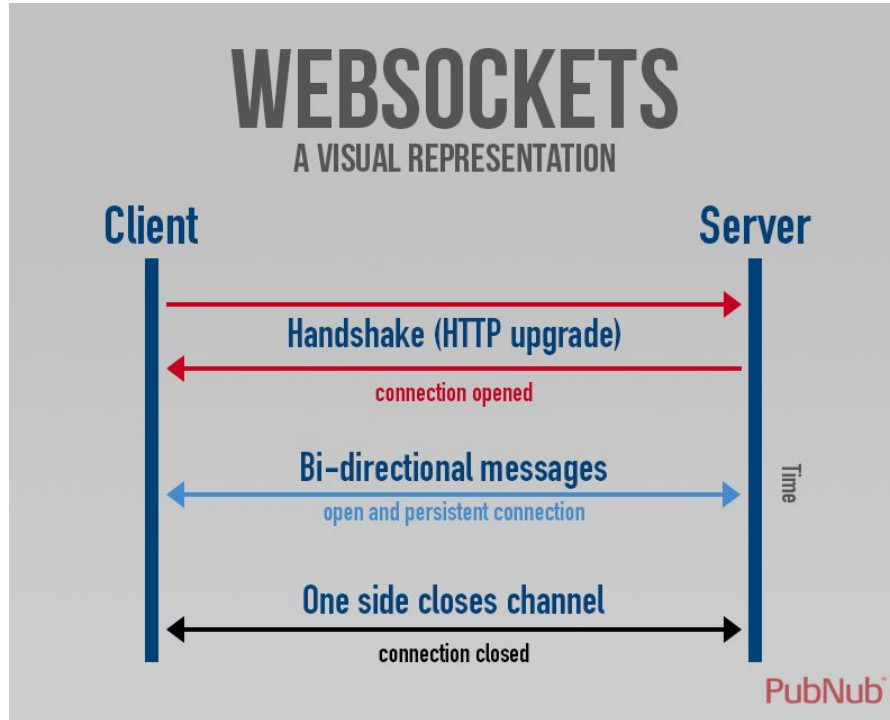 WEBSOCKETS
A VISUAL REPRESENTATION
Client
Server
Handshake (HTTP upgrade)
connection opened
Bi-directional messages
open and persistent connection
Time
One side closes channel
connection closed
PubNub